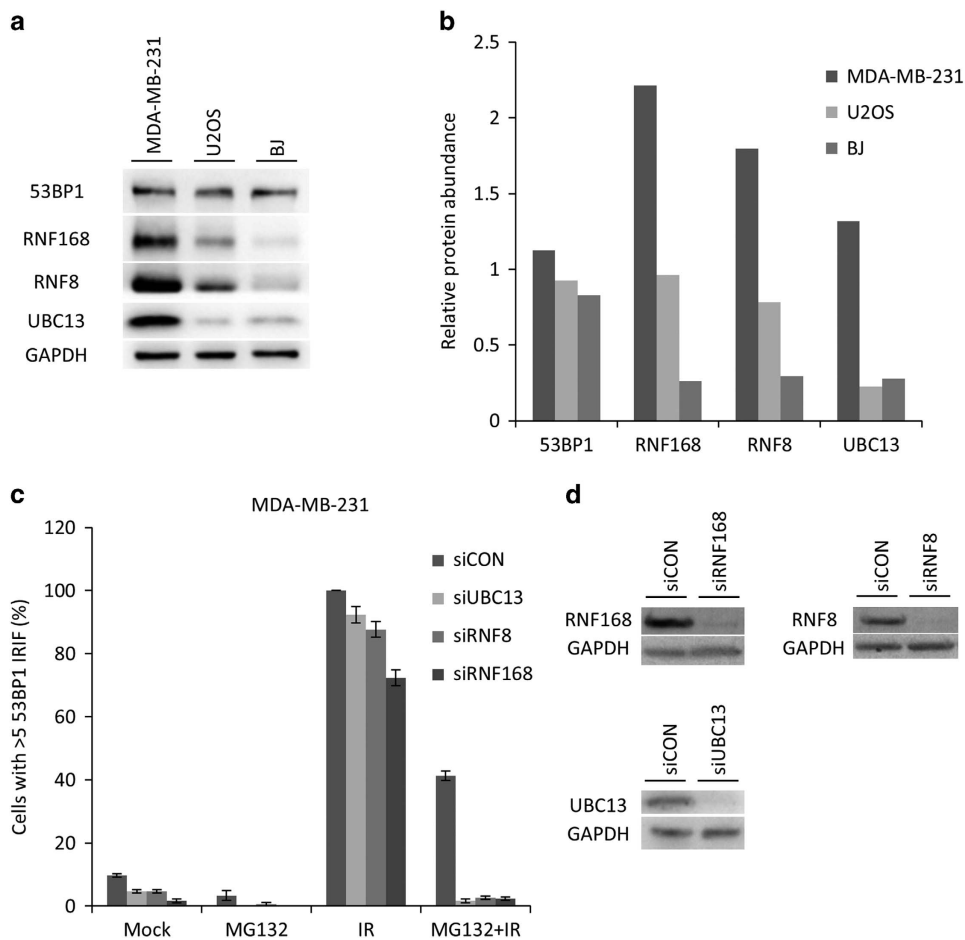 a
MDA-MB-231
U2OS
BJ
53BP1
RNF168
RNF8
UBC13
GAPDH
b
Relative protein abundance
2.5
2
1.5
1
0.5
0
MDA-MB-231
U2OS
BJ
53BP1 RNF168 RNF8 UBC13
c
MDA-MB-231
Cells with >5 53BP1 IRIF (%)
120
100
80
60
40
20
0
siCON
siUBC13
siRNF8
siRNF168
Mock MG132 IR MG132+IR
d
siCON
siRNF168
RNF168
GAPDH
siCON
siRNF8
RNF8
GAPDH
siCON
siUBC13
UBC13
GAPDH